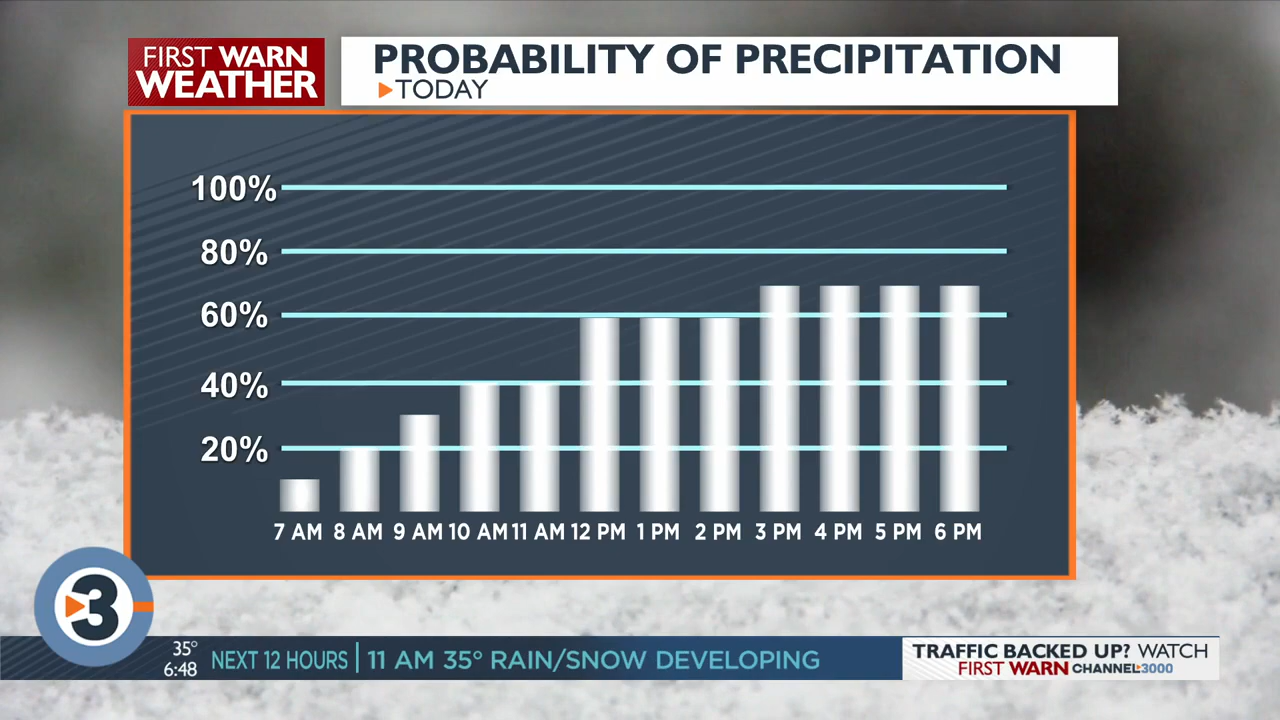 FIRST WARN
WEATHER
PROBABILITY OF PRECIPITATION
TODAY
100%
80%
60%
40%
20%
7 AM 8 AM 9 AM 10 AM 11 AM 12 PM 1 PM 2 PM 3 PM 4 PM 5 PM 6 PM
3
35°
6:48
NEXT 12 HOURS | 11 AM 35° RAIN/SNOW DEVELOPING
TRAFFIC BACKED UP? WATCH
FIRST WARN CHANNEL3000